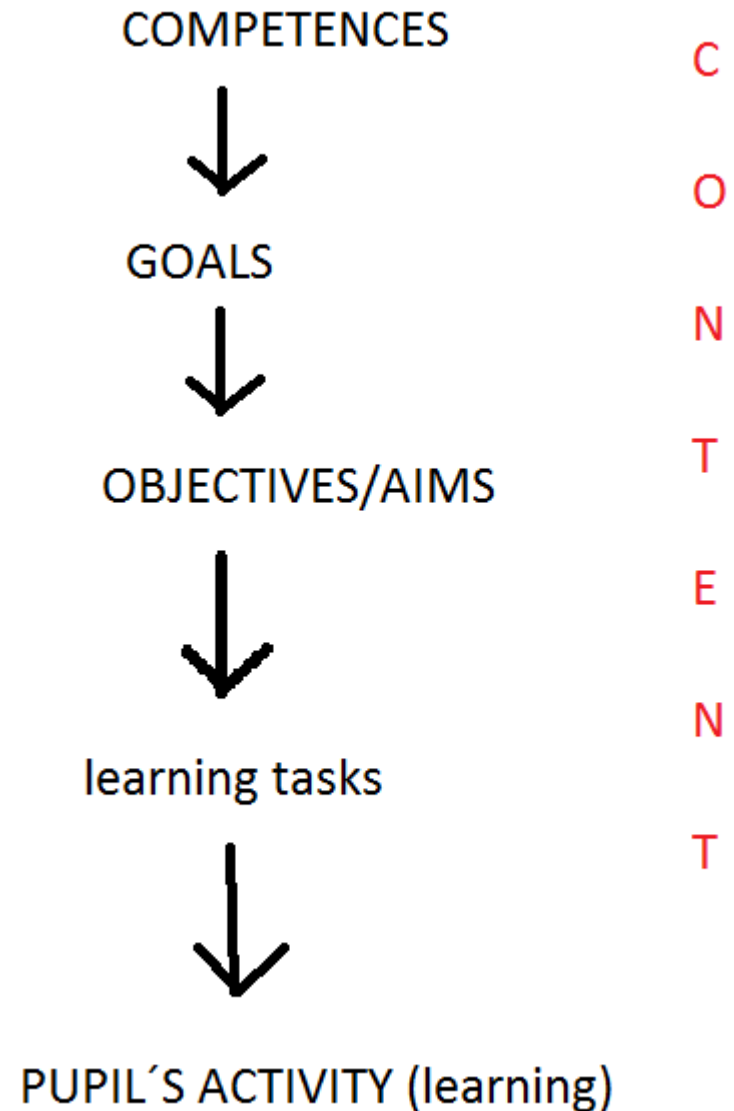 COMPETENCES
GOALS
OBJECTIVES/AIMS
learning tasks
PUPIL´S ACTIVITY (learning)
C
O
N
T
E
N
T